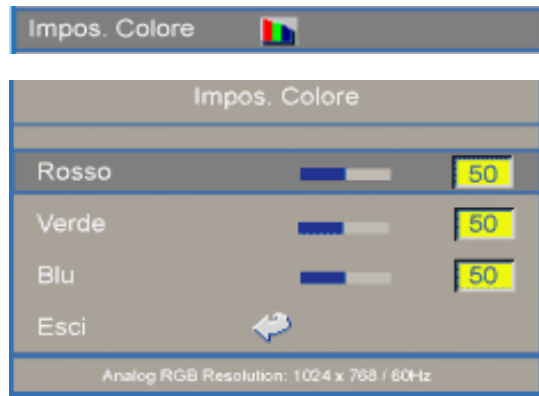 Impos. Colore
Impos. Colore
Rosso 50
Verde 50
Blu 50
Esci
Analog RGB Resolution: 1024 x 768 / 60Hz